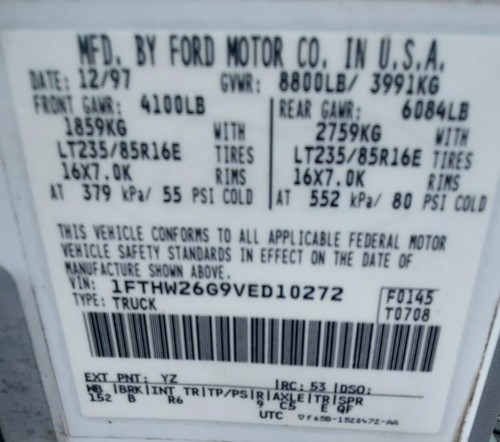 MFD. BY FORD MOTOR CO. IN U.S.A.
DATE: 12/97 GVWR: 8800LB/ 3991KG
FRONT GAWR: 4100LB REAR GAWR: 6084LB
1859KG WITH 2759KG WITH
LT235/85R16E TIRES LT235/85R16E TIRES
16X7.0K RIMS 16X7.0K RIMS
AT 379 kPa/ 55 PSI COLD AT 552 kPa/ 80 PSI COLD
THIS VEHICLE CONFORMS TO ALL APPLICABLE FEDERAL MOTOR
VEHICLE SAFETY STANDARDS IN EFFECT ON THE DATE OF
MANUFACTURE SHOWN ABOVE.
VIN: 1FTHW26G9VED10272 F0145
TYPE: TRUCK T0708
EXT PNT: YZ RC: 53 DSO:
WB BRK INT TR TP/PS R AXLE TR SPR
152 B R6 9 C5 E QF
UTC